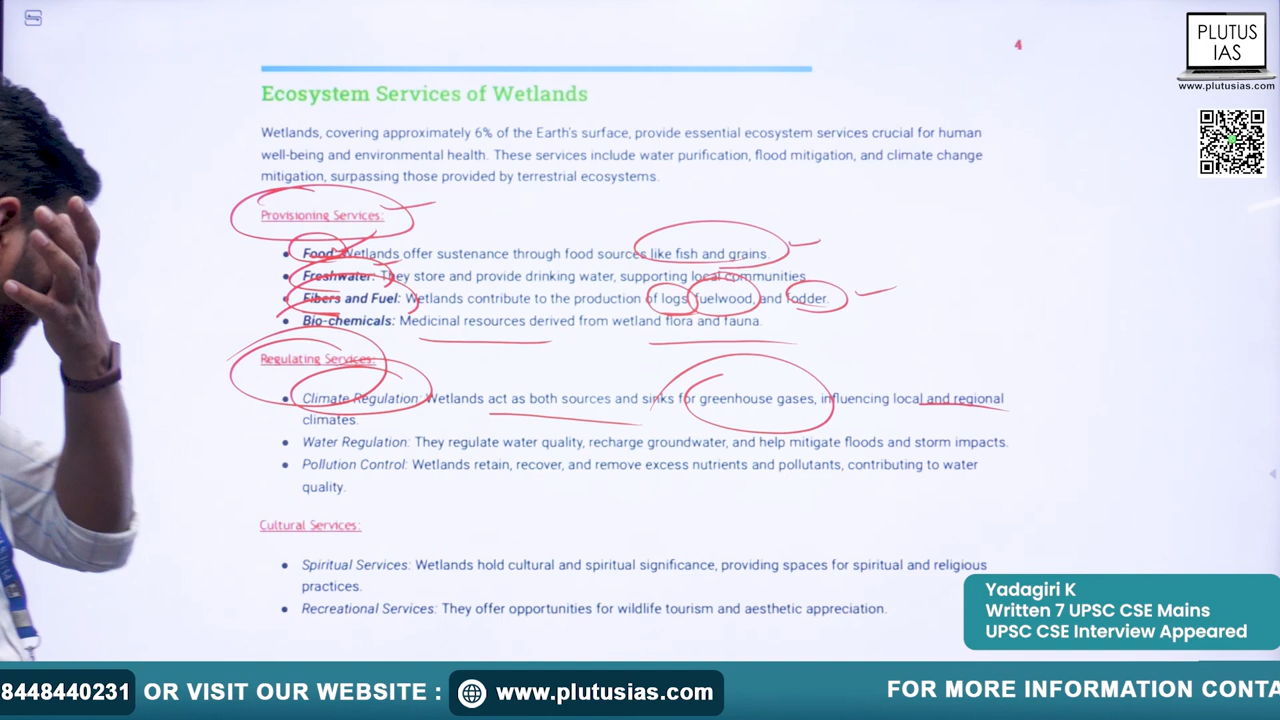 4
PLUTUS
IAS
www.plutusias.com
Ecosystem Services of Wetlands
Wetlands, covering approximately 6% of the Earth's surface, provide essential ecosystem services crucial for human
well-being and environmental health. These services include water purification, flood mitigation, and climate change
mitigation, surpassing those provided by terrestrial ecosystems.
Provisioning Services:
● Food: Wetlands offer sustenance through food sources like fish and grains.
● Freshwater: They store and provide drinking water, supporting local communities.
● Fibers and Fuel: Wetlands contribute to the production of logs, fuelwood, and fodder.
● Bio-chemicals: Medicinal resources derived from wetland flora and fauna.
Regulating Services:
● Climate Regulation: Wetlands act as both sources and sinks for greenhouse gases, influencing local and regional
climates.
● Water Regulation: They regulate water quality, recharge groundwater, and help mitigate floods and storm impacts.
● Pollution Control: Wetlands retain, recover, and remove excess nutrients and pollutants, contributing to water
quality.
Cultural Services:
● Spiritual Services: Wetlands hold cultural and spiritual significance, providing spaces for spiritual and religious
practices.
● Recreational Services: They offer opportunities for wildlife tourism and aesthetic appreciation.
Yadagiri K
Written 7 UPSC CSE Mains
UPSC CSE Interview Appeared
8448440231 OR VISIT OUR WEBSITE : www.plutusias.com FOR MORE INFORMATION CONTA